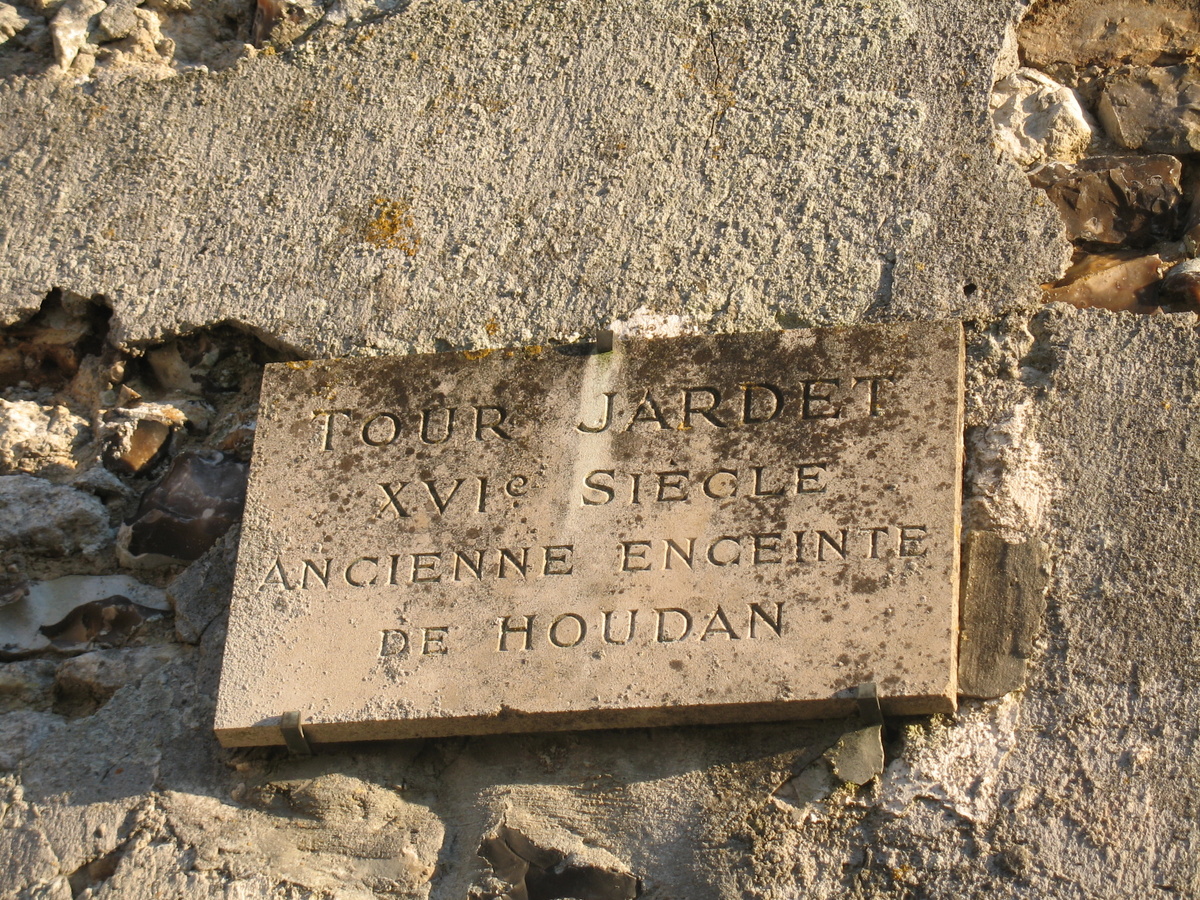 TOUR JARDET
XVIe SIÈCLE
ANCIENNE ENCEINTE
DE HOUDAN